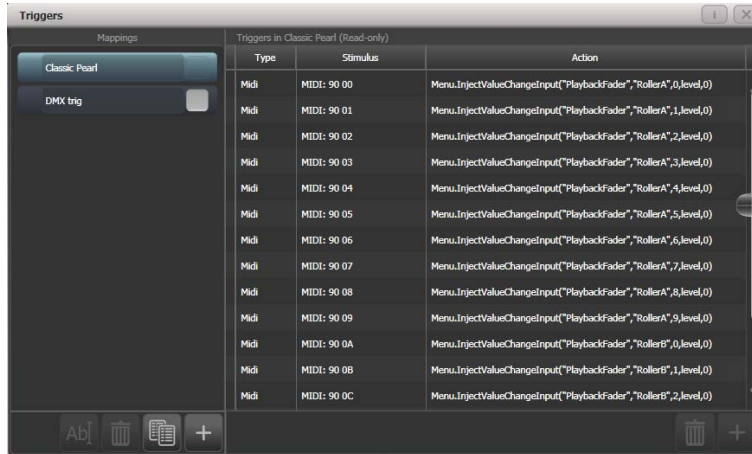 Triggers
Mappings
Triggers in Classic Pearl (Read-only)
Classic Pearl
DMX trig
Type Stimulus Action
Midi MIDI: 90 00 Menu.InjectValueChangeInput("PlaybackFader","RollerA",0,level,0)
Midi MIDI: 90 01 Menu.InjectValueChangeInput("PlaybackFader","RollerA",1,level,0)
Midi MIDI: 90 02 Menu.InjectValueChangeInput("PlaybackFader","RollerA",2,level,0)
Midi MIDI: 90 03 Menu.InjectValueChangeInput("PlaybackFader","RollerA",3,level,0)
Midi MIDI: 90 04 Menu.InjectValueChangeInput("PlaybackFader","RollerA",4,level,0)
Midi MIDI: 90 05 Menu.InjectValueChangeInput("PlaybackFader","RollerA",5,level,0)
Midi MIDI: 90 06 Menu.InjectValueChangeInput("PlaybackFader","RollerA",6,level,0)
Midi MIDI: 90 07 Menu.InjectValueChangeInput("PlaybackFader","RollerA",7,level,0)
Midi MIDI: 90 08 Menu.InjectValueChangeInput("PlaybackFader","RollerA",8,level,0)
Midi MIDI: 90 09 Menu.InjectValueChangeInput("PlaybackFader","RollerA",9,level,0)
Midi MIDI: 90 0A Menu.InjectValueChangeInput("PlaybackFader","RollerB",0,level,0)
Midi MIDI: 90 0B Menu.InjectValueChangeInput("PlaybackFader","RollerB",1,level,0)
Midi MIDI: 90 0C Menu.InjectValueChangeInput("PlaybackFader","RollerB",2,level,0)
Ab